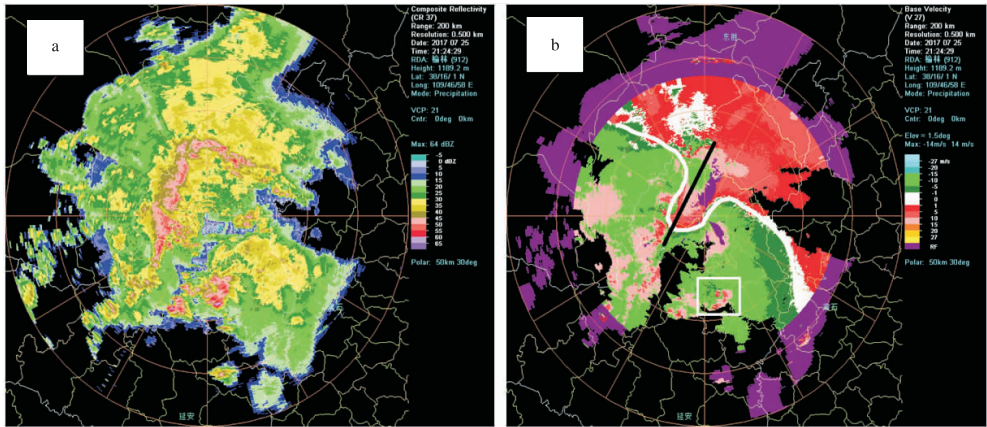 a
Composite Reflectivity
(CR 37)
Range: 200 km
Resolution: 0.500 km
Date: 2017 07 25
Time: 21:24:29
RDA: 榆林 (912)
Height: 1189.2 m
Lat: 38/16/ 1 N
Long: 109/46/58 E
Mode: Precipitation
VCP: 21
Cntr: 0deg 0km
Max: 64 dBZ
-5
0 dBZ
5
10
15
20
25
30
35
40
45
50
55
60
65
Polar: 50km 30deg
延安
b
Base Velocity
(V 27)
Range: 200 km
Resolution: 0.500 km
Date: 2017 07 25
Time: 21:24:29
RDA: 榆林 (912)
Height: 1189.2 m
Lat: 38/16/ 1 N
Long: 109/46/58 E
Mode: Precipitation
VCP: 21
Cntr: 0deg 0km
Elev = 1.5deg
Max: -14m/s 14 m/s
-27 m/s
-20
-15
-10
-5
-1
0
1
5
10
15
20
27
RF
Polar: 50km 30deg
东胜
延安